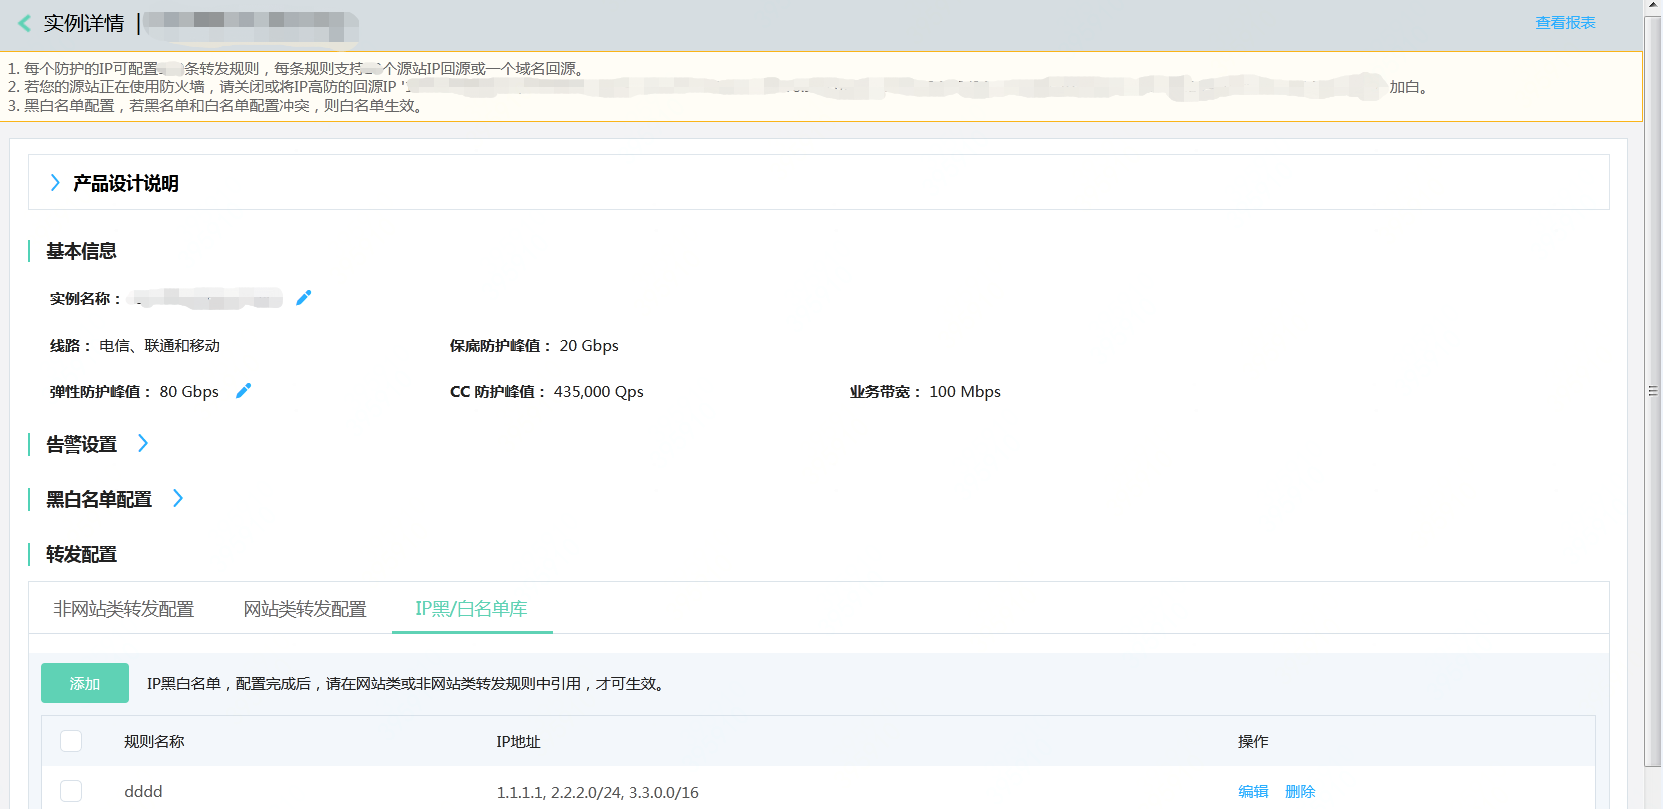 实例详情 |
查看报表
1. 每个防护的IP可配置 条转发规则，每条规则支持 个源站IP回源或一个域名回源。
2. 若您的源站正在使用防火墙，请关闭或将IP高防的回源IP ' 加白。
3. 黑白名单配置，若黑名单和白名单配置冲突，则白名单生效。
产品设计说明
基本信息
实例名称：
线路： 电信、联通和移动 保底防护峰值： 20 Gbps
弹性防护峰值： 80 Gbps CC 防护峰值： 435,000 Qps 业务带宽： 100 Mbps
告警设置
黑白名单配置
转发配置
非网站类转发配置 网站类转发配置 IP黑/白名单库
添加 IP黑白名单，配置完成后，请在网站类或非网站类转发规则中引用，才可生效。
规则名称 IP地址 操作
dddd 1.1.1.1, 2.2.2.0/24, 3.3.0.0/16 编辑 删除